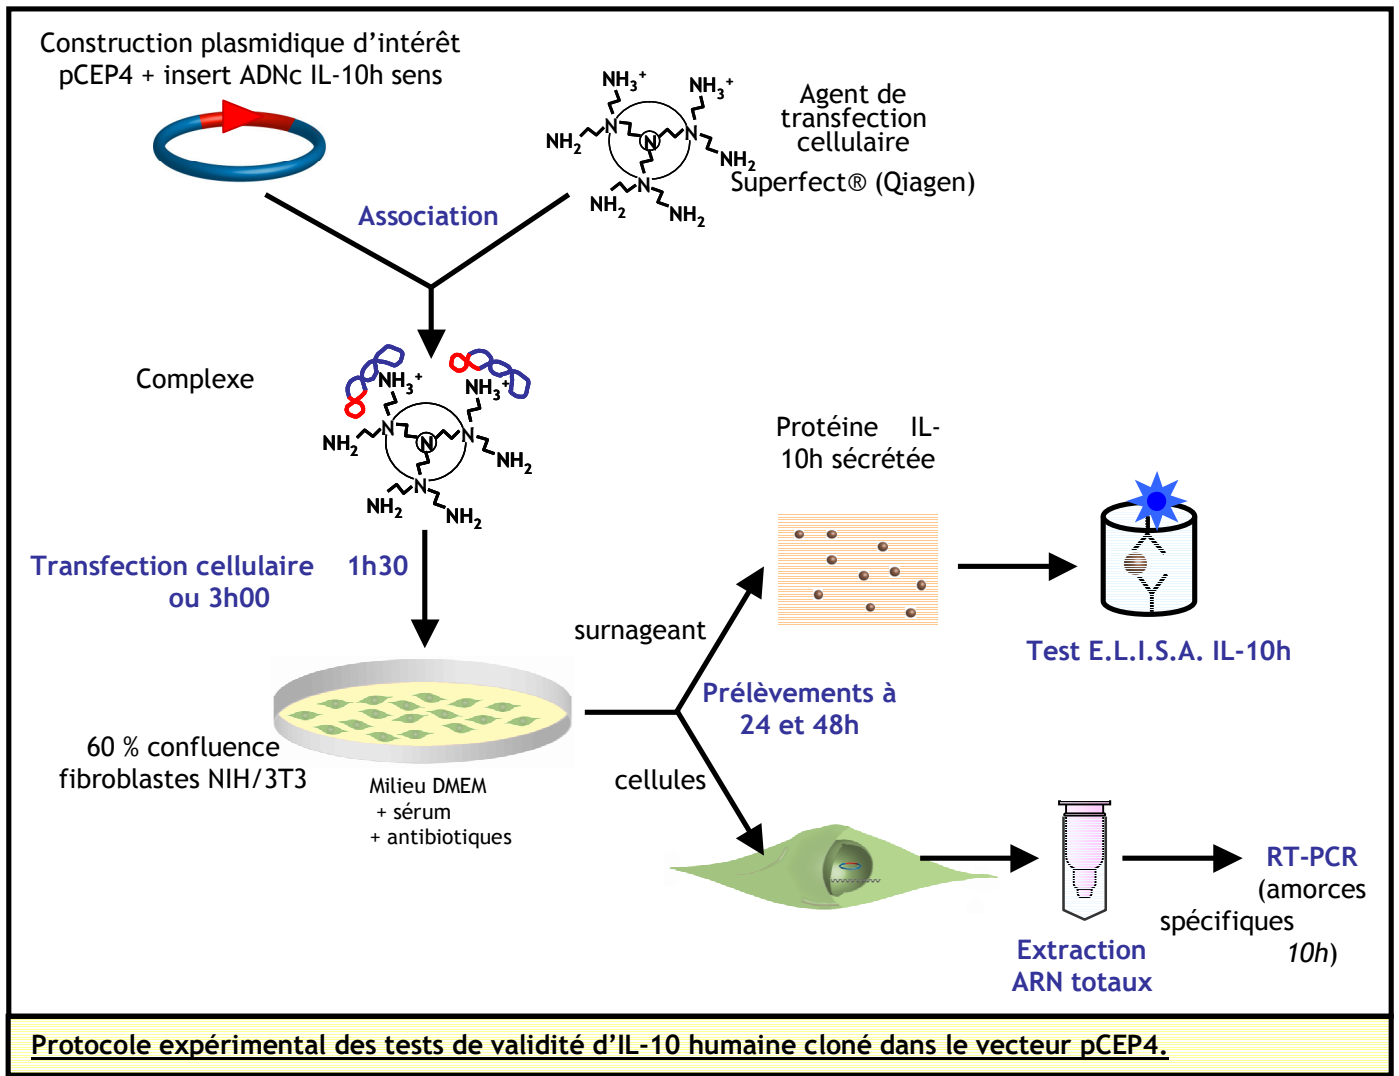 Construction plasmidique d’intérêt
pCEP4 + insert ADNc IL-10h sens
NH3+
NH3+
NH2
N
N
N
NH2
N
NH2
NH2
Agent de
transfection
cellulaire
Superfect® (Qiagen)
Association
Complexe
NH3+
NH3+
NH2
N
N
N
NH2
N
NH2
NH2
Transfection cellulaire 1h30
ou 3h00
60 % confluence
fibroblastes NIH/3T3
Milieu DMEM
+ sérum
+ antibiotiques
surnageant
Prélèvements à
24 et 48h
cellules
Protéine IL-
10h sécrétée
Test E.L.I.S.A. IL-10h
Extraction
ARN totaux
RT-PCR
(amorces
spécifiques
10h)
Protocole expérimental des tests de validité d’IL-10 humaine cloné dans le vecteur pCEP4.